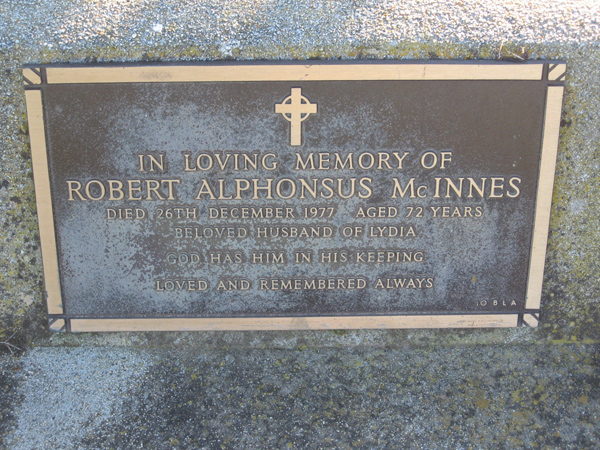 IN LOVING MEMORY OF
ROBERT ALPHONSUS McINNES
DIED 26TH DECEMBER 1977 AGED 72 YEARS
BELOVED HUSBAND OF LYDIA
GOD HAS HIM IN HIS KEEPING
LOVED AND REMEMBERED ALWAYS
10 B L A